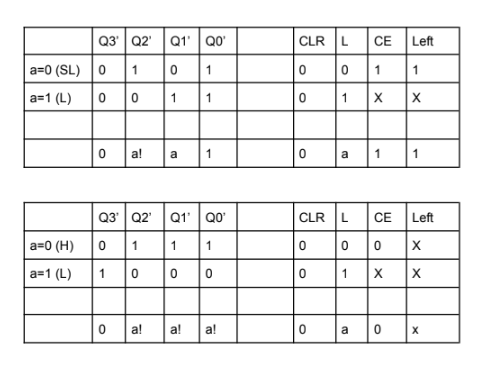 Q3' Q2' Q1' Q0' CLR L CE Left
a=0 (SL) 0 1 0 1 0 0 1 1
a=1 (L) 0 0 1 1 0 1 X X
0 a! a 1 0 a 1 1
Q3' Q2' Q1' Q0' CLR L CE Left
a=0 (H) 0 1 1 1 0 0 0 X
a=1 (L) 1 0 0 0 0 1 X X
0 a! a! a! 0 a 0 x